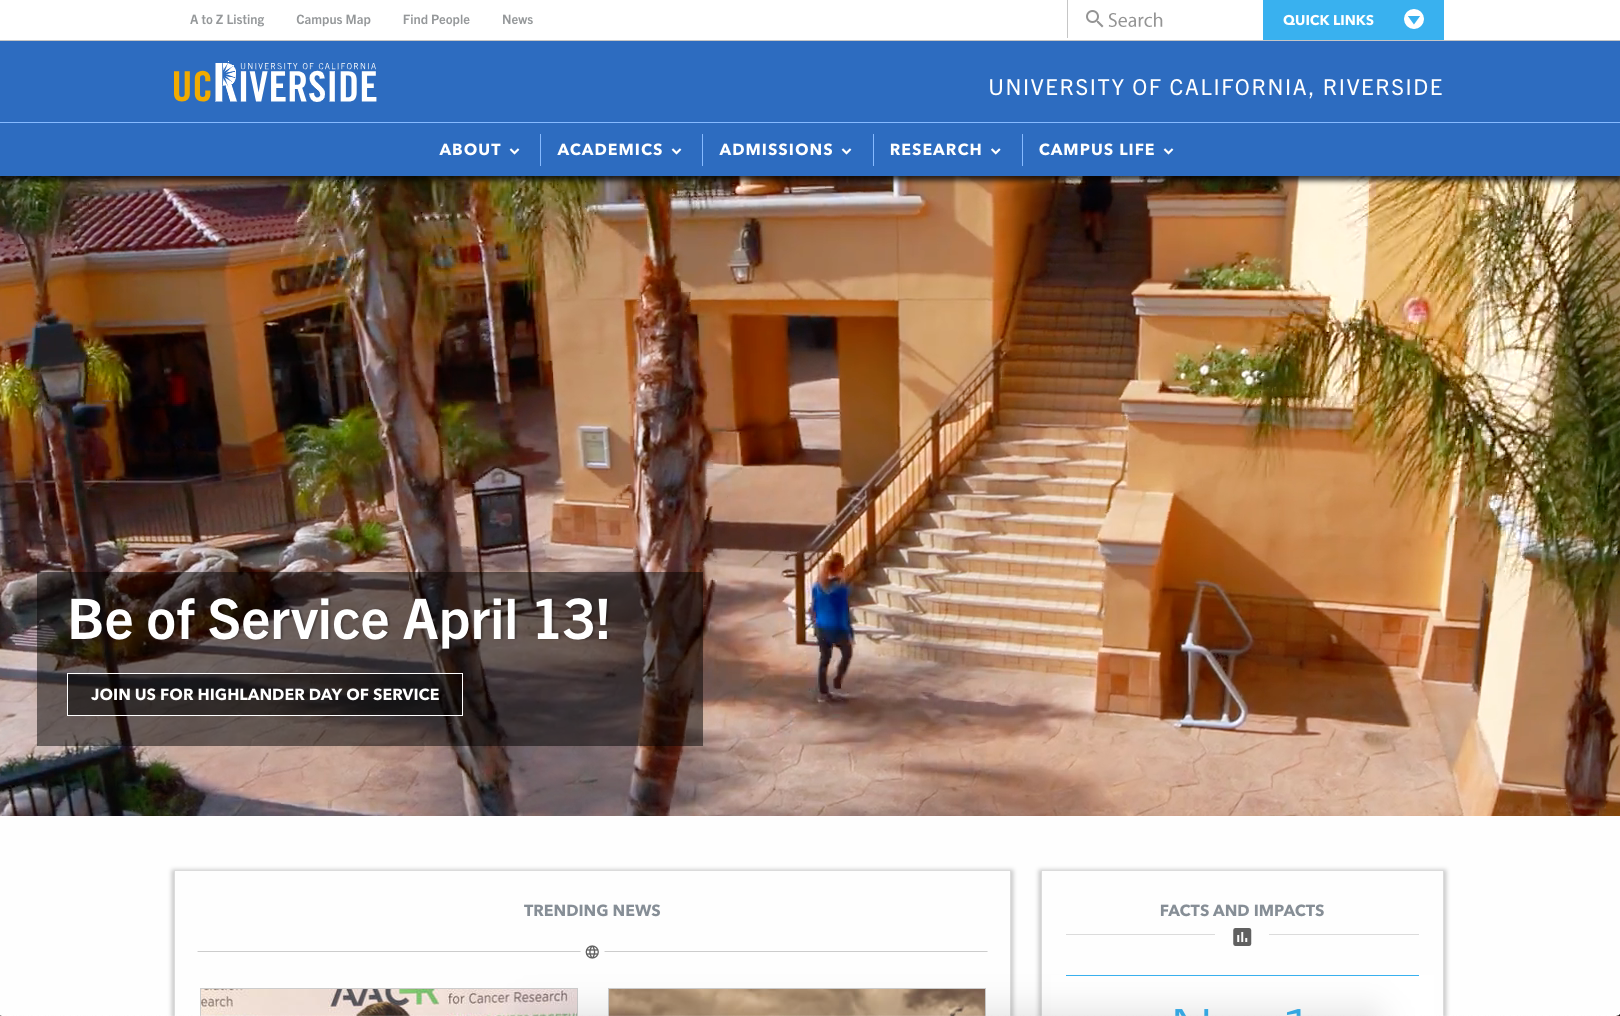 A to Z Listing
Campus Map
Find People
News
Search
QUICK LINKS
UNIVERSITY OF CALIFORNIA
UCRIVERSIDE
UNIVERSITY OF CALIFORNIA, RIVERSIDE
ABOUT
ACADEMICS
ADMISSIONS
RESEARCH
CAMPUS LIFE
Be of Service April 13!
JOIN US FOR HIGHLANDER DAY OF SERVICE
TRENDING NEWS
FACTS AND IMPACTS
earch
AACR
for Cancer Research